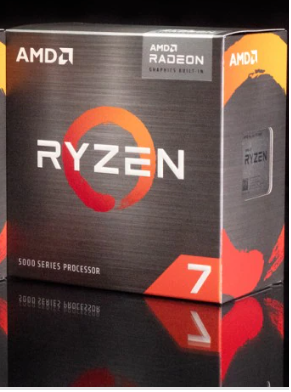 AMD
AMD
RADEON
GRAPHICS BUILT IN
AMD
RYZEN
RYZEN
5000 SERIES PROCESSOR
7